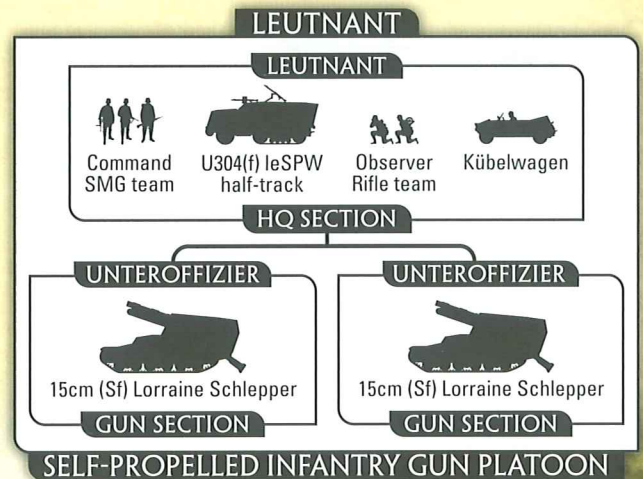 LEUTNANT
LEUTNANT
Command
SMG team
U304(f) leSPW
half-track
Observer
Rifle team
Kübelwagen
HQ SECTION
UNTEROFFIZIER
15cm (Sf) Lorraine Schlepper
GUN SECTION
UNTEROFFIZIER
15cm (Sf) Lorraine Schlepper
GUN SECTION
SELF-PROPELLED INFANTRY GUN PLATOON